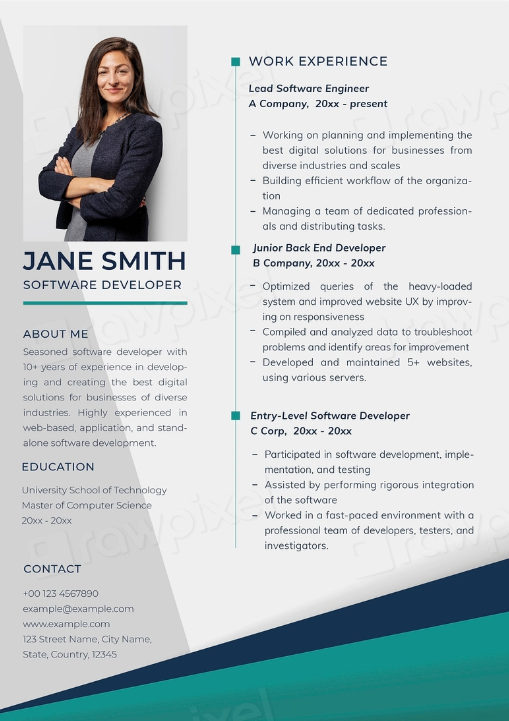 JANE SMITH
SOFTWARE DEVELOPER
ABOUT ME
Seasoned software developer with
10+ years of experience in develop-
ing and creating the best digital
solutions for businesses of diverse
industries. Highly experienced in
web-based, application, and stand-
alone software development.
EDUCATION
University School of Technology
Master of Computer Science
20xx - 20xx
CONTACT
+00 123 4567890
example@example.com
www.example.com
123 Street Name, City Name,
State, Country, 12345
WORK EXPERIENCE
Lead Software Engineer
A Company, 20xx - present
– Working on planning and implementing the
best digital solutions for businesses from
diverse industries and scales
– Building efficient workflow of the organiza-
tion
– Managing a team of dedicated profession-
als and distributing tasks.
Junior Back End Developer
B Company, 20xx - 20xx
– Optimized queries of the heavy-loaded
system and improved website UX by improv-
ing on responsiveness
– Compiled and analyzed data to troubleshoot
problems and identify areas for improvement
– Developed and maintained 5+ websites,
using various servers.
Entry-Level Software Developer
C Corp, 20xx - 20xx
– Participated in software development, imple-
mentation, and testing
– Assisted by performing rigorous integration
of the software
– Worked in a fast-paced environment with a
professional team of developers, testers, and
investigators.
rawpixel